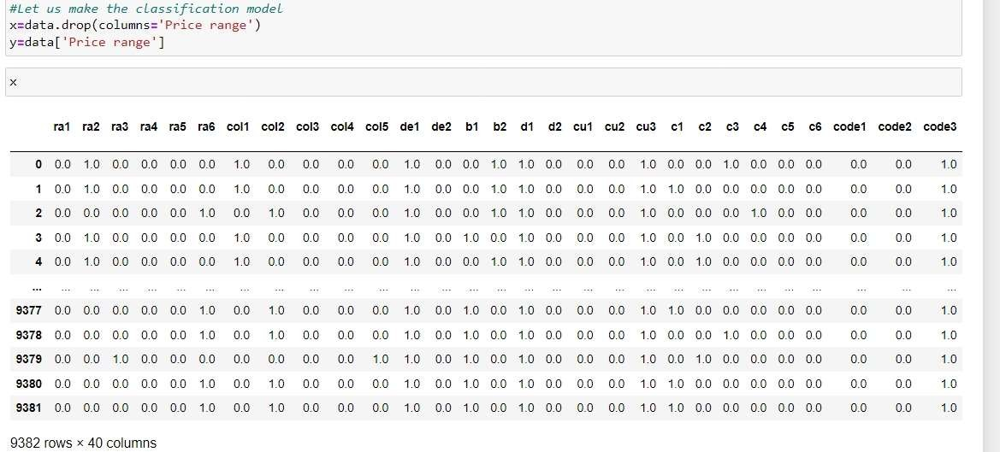 #Let us make the classification model
x=data.drop(columns='Price range')
y=data['Price range']
x
ra1 ra2 ra3 ra4 ra5 ra6 col1 col2 col3 col4 col5 de1 de2 b1 b2 d1 d2 cu1 cu2 cu3 c1 c2 c3 c4 c5 c6 code1 code2 code3
0 0.0 1.0 0.0 0.0 0.0 0.0 1.0 0.0 0.0 0.0 0.0 1.0 0.0 0.0 1.0 1.0 0.0 0.0 0.0 1.0 0.0 0.0 1.0 0.0 0.0 0.0 0.0 0.0 1.0
1 0.0 1.0 0.0 0.0 0.0 0.0 1.0 0.0 0.0 0.0 0.0 1.0 0.0 0.0 1.0 1.0 0.0 0.0 0.0 1.0 1.0 0.0 0.0 0.0 0.0 0.0 0.0 0.0 1.0
2 0.0 0.0 0.0 0.0 0.0 1.0 0.0 1.0 0.0 0.0 0.0 1.0 0.0 0.0 1.0 1.0 0.0 0.0 0.0 1.0 0.0 0.0 0.0 1.0 0.0 0.0 0.0 0.0 1.0
3 0.0 1.0 0.0 0.0 0.0 0.0 1.0 0.0 0.0 0.0 0.0 1.0 0.0 1.0 0.0 1.0 0.0 0.0 0.0 1.0 0.0 1.0 0.0 0.0 0.0 0.0 0.0 0.0 1.0
4 0.0 1.0 0.0 0.0 0.0 0.0 1.0 0.0 0.0 0.0 0.0 1.0 0.0 0.0 1.0 1.0 0.0 0.0 0.0 1.0 0.0 1.0 0.0 0.0 0.0 0.0 0.0 0.0 1.0
... ... ... ... ... ... ... ... ... ... ... ... ... ... ... ... ... ... ... ... ... ... ... ... ... ... ... ... ... ...
9377 0.0 0.0 0.0 0.0 0.0 1.0 0.0 1.0 0.0 0.0 0.0 1.0 0.0 1.0 0.0 1.0 0.0 0.0 0.0 1.0 1.0 0.0 0.0 0.0 0.0 0.0 0.0 0.0 1.0
9378 0.0 0.0 0.0 0.0 0.0 1.0 0.0 1.0 0.0 0.0 0.0 1.0 0.0 1.0 0.0 1.0 0.0 0.0 0.0 1.0 0.0 0.0 1.0 0.0 0.0 0.0 0.0 0.0 1.0
9379 0.0 0.0 1.0 0.0 0.0 0.0 0.0 0.0 0.0 0.0 1.0 1.0 0.0 1.0 0.0 1.0 0.0 0.0 0.0 1.0 0.0 1.0 0.0 0.0 0.0 0.0 0.0 0.0 1.0
9380 0.0 0.0 0.0 0.0 0.0 1.0 0.0 1.0 0.0 0.0 0.0 1.0 0.0 1.0 0.0 1.0 0.0 0.0 0.0 1.0 1.0 0.0 0.0 0.0 0.0 0.0 0.0 0.0 1.0
9381 0.0 0.0 0.0 0.0 0.0 1.0 0.0 1.0 0.0 0.0 0.0 1.0 0.0 1.0 0.0 1.0 0.0 0.0 0.0 1.0 1.0 0.0 0.0 0.0 0.0 0.0 0.0 0.0 1.0
9382 rows × 40 columns